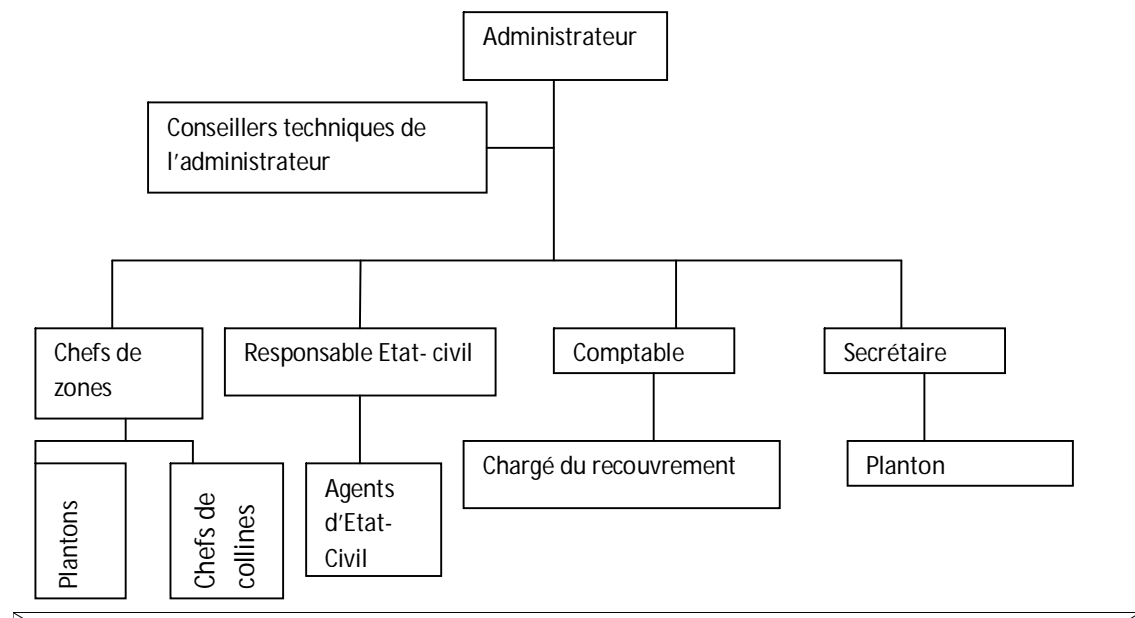 Administrateur
Conseillers techniques de
l'administrateur
Chefs de
zones
Responsable Etat- civil
Comptable
Secrétaire
Plantons
Chefs de
collines
Agents
d'Etat-
Civil
Chargé du recouvrement
Planton